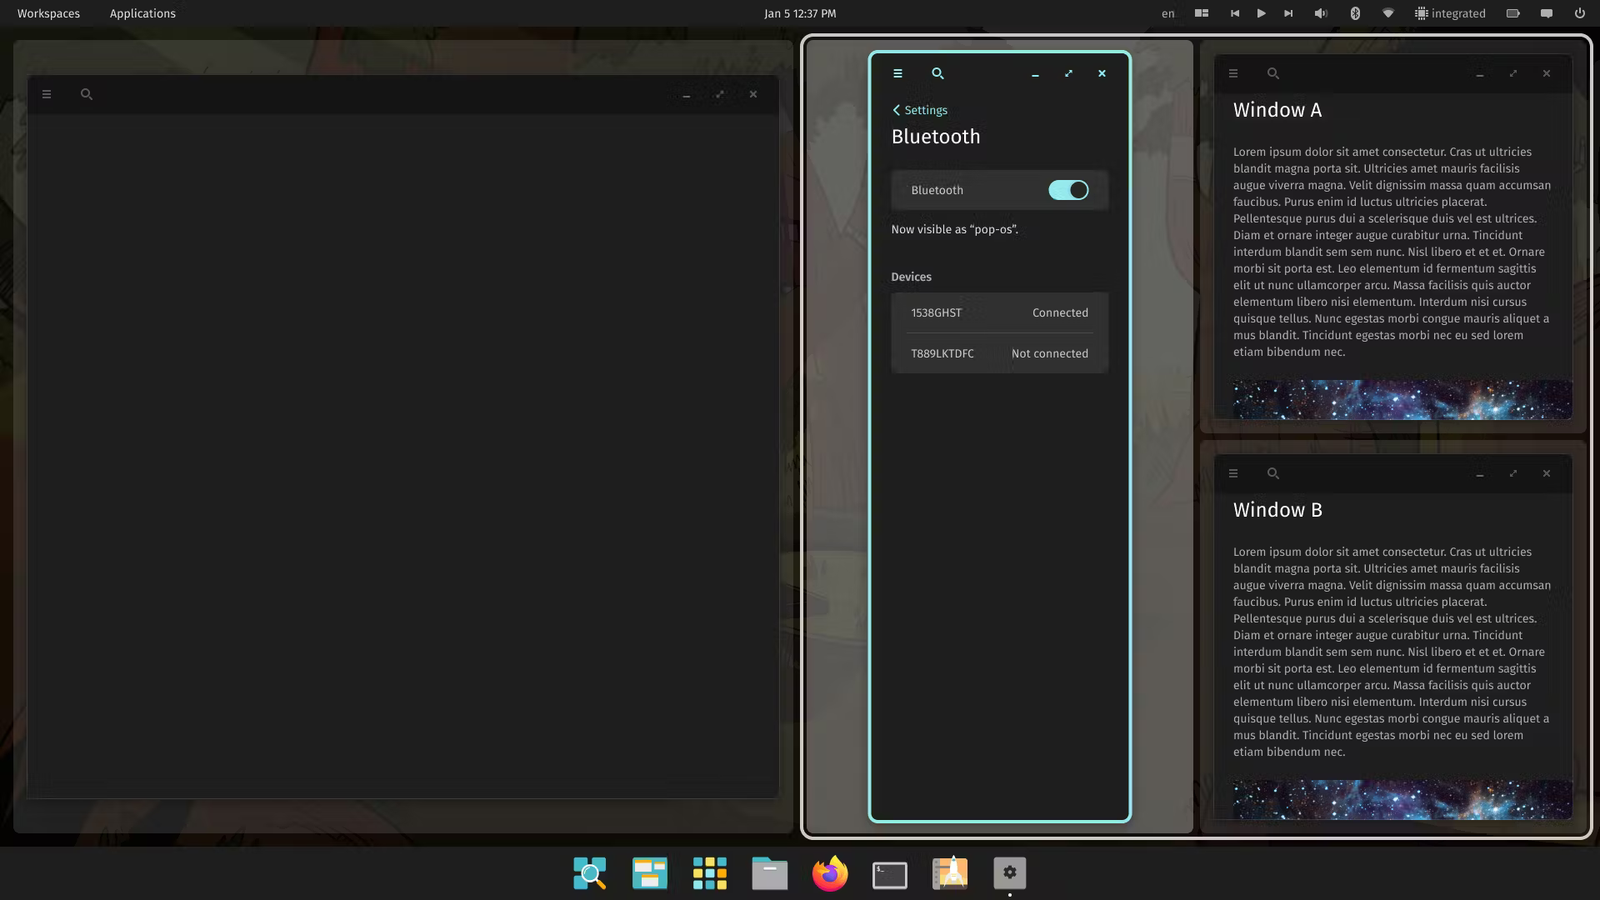 Workspaces
Applications
Jan 5 12:37 PM
en
integrated
Settings
Bluetooth
Bluetooth
Now visible as “pop-os”.
Devices
1538GHST
Connected
T889LKTDFC
Not connected
Window A
Lorem ipsum dolor sit amet consectetur. Cras ut ultricies
blandit magna porta sit. Ultricies amet mauris facilisis
augue viverra magna. Velit dignissim massa quam accumsan
faucibus. Purus enim id luctus ultricies placerat.
Pellentesque purus dui a scelerisque duis vel est ultrices.
Diam et ornare integer augue curabitur urna. Tincidunt
interdum blandit sem sem nunc. Nisl libero et et et. Ornare
morbi sit porta est. Leo elementum id fermentum sagittis
elit ut nunc ullamcorper arcu. Massa facilisis quis auctor
elementum libero nisi elementum. Interdum nisi cursus
quisque tellus. Nunc egestas morbi congue mauris aliquet a
mus blandit. Tincidunt egestas morbi nec eu sed lorem
etiam bibendum nec.
Window B
Lorem ipsum dolor sit amet consectetur. Cras ut ultricies
blandit magna porta sit. Ultricies amet mauris facilisis
augue viverra magna. Velit dignissim massa quam accumsan
faucibus. Purus enim id luctus ultricies placerat.
Pellentesque purus dui a scelerisque duis vel est ultrices.
Diam et ornare integer augue curabitur urna. Tincidunt
interdum blandit sem sem nunc. Nisl libero et et et. Ornare
morbi sit porta est. Leo elementum id fermentum sagittis
elit ut nunc ullamcorper arcu. Massa facilisis quis auctor
elementum libero nisi elementum. Interdum nisi cursus
quisque tellus. Nunc egestas morbi congue mauris aliquet a
mus blandit. Tincidunt egestas morbi nec eu sed lorem
etiam bibendum nec.